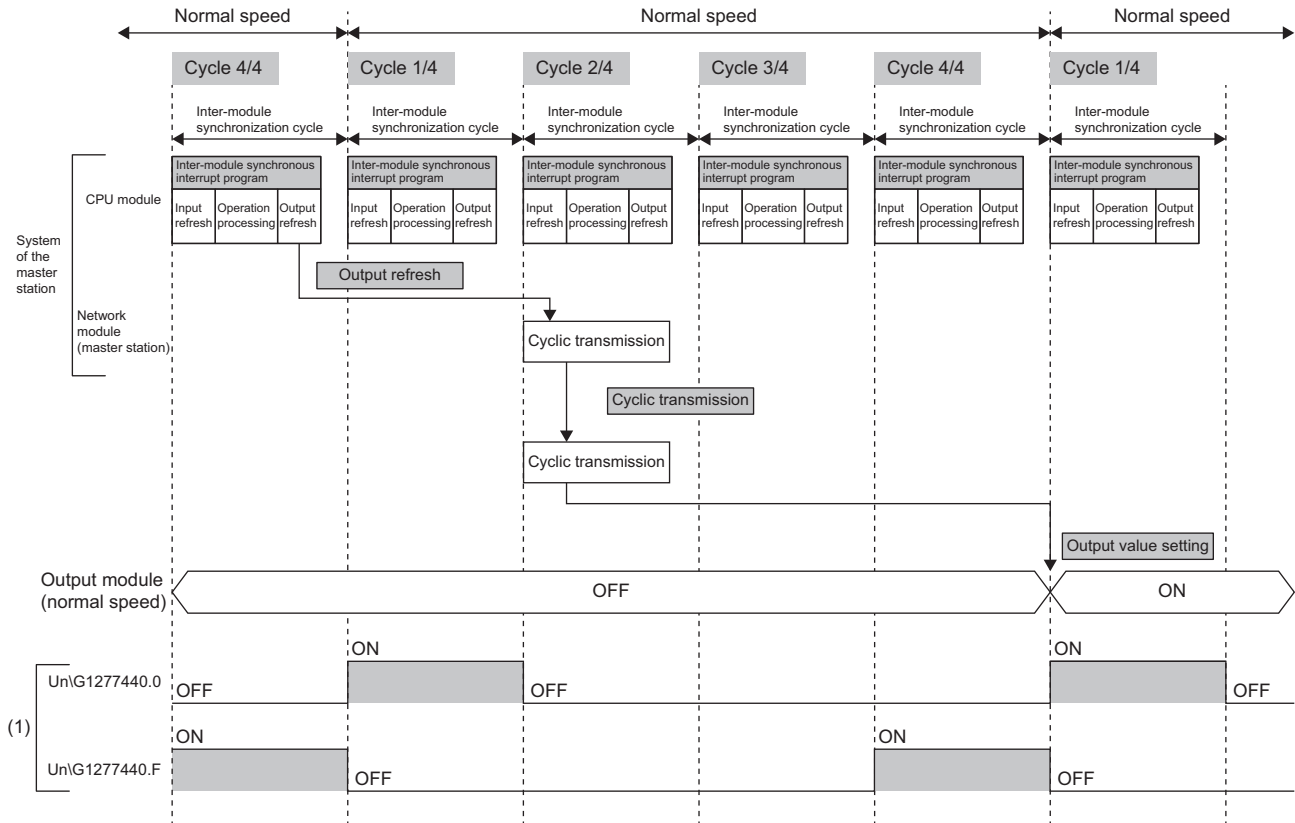 Normal speed
Normal speed
Normal speed
Cycle 4/4
Cycle 1/4
Cycle 2/4
Cycle 3/4
Cycle 4/4
Cycle 1/4
Inter-module
synchronization cycle
Inter-module
synchronization cycle
Inter-module
synchronization cycle
Inter-module
synchronization cycle
Inter-module
synchronization cycle
Inter-module
synchronization cycle
System
of the
master
station
CPU module
Inter-module synchronous
interrupt program
Input
refresh
Operation
processing
Output
refresh
Inter-module synchronous
interrupt program
Input
refresh
Operation
processing
Output
refresh
Inter-module synchronous
interrupt program
Input
refresh
Operation
processing
Output
refresh
Inter-module synchronous
interrupt program
Input
refresh
Operation
processing
Output
refresh
Inter-module synchronous
interrupt program
Input
refresh
Operation
processing
Output
refresh
Inter-module synchronous
interrupt program
Input
refresh
Operation
processing
Output
refresh
Output refresh
Network
module
(master station)
Cyclic transmission
Cyclic transmission
Cyclic transmission
Output value setting
Output module
(normal speed)
OFF
ON
(1)
Un\G1277440.0
OFF
ON
OFF
ON
OFF
Un\G1277440.F
ON
OFF
ON
OFF